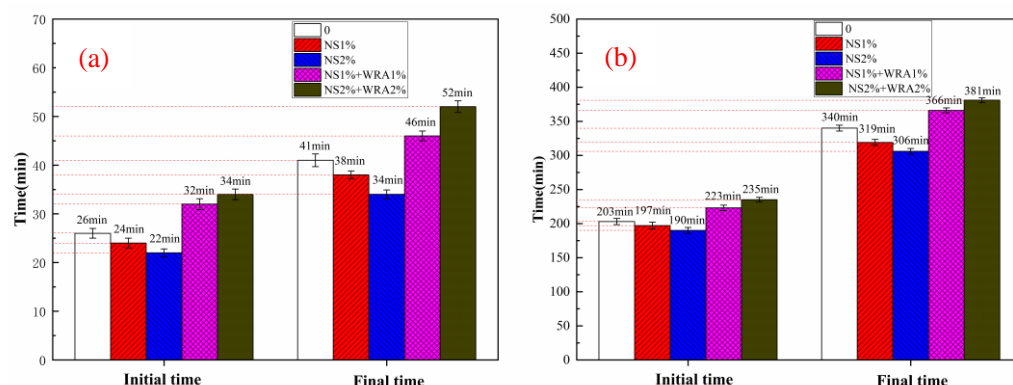 (a)
70
60
50
40
30
20
10
0
Time(min)
0
NS1%
NS2%
NS1%+WRA1%
NS2%+WRA2%
26min
24min
22min
32min
34min
41min
38min
34min
46min
52min
Initial time
Final time
(b)
500
450
400
350
300
250
200
150
100
50
0
Time(min)
0
NS1%
NS2%
NS1%+WRA1%
NS2%+WRA2%
203min
197min
190min
223min
235min
340min
319min
306min
366min
381min
Initial time
Final time